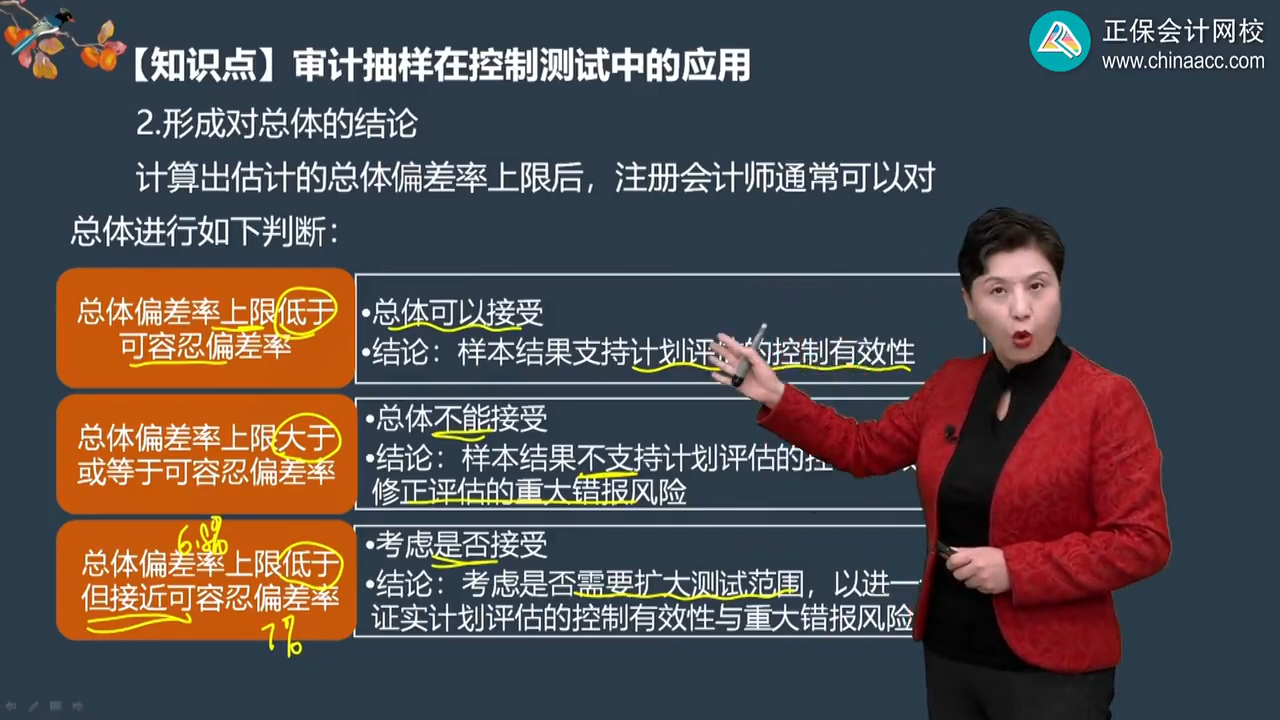 正保会计网校
www.chinaacc.com
【知识点】审计抽样在控制测试中的应用
2.形成对总体的结论
计算出估计的总体偏差率上限后，注册会计师通常可以对
总体进行如下判断：
总体偏差率上限低于
可容忍偏差率
•总体可以接受
•结论：样本结果支持计划评估的控制有效性
总体偏差率上限大于
或等于可容忍偏差率
•总体不能接受
•结论：样本结果不支持计划评估的
修正评估的重大错报风险
6.8%
总体偏差率上限低于
但接近可容忍偏差率
7%
•考虑是否接受
•结论：考虑是否需要扩大测试范围，以进一
证实计划评估的控制有效性与重大错报风险